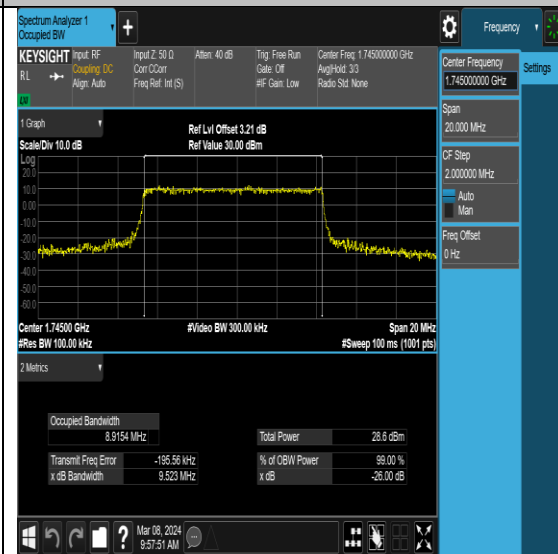 Spectrum Analyzer 1
Occupied BW
+
Frequency
KEYSIGHT
RL
LXI
Input: RF
Coupling: DC
Align: Auto
Input Z: 50 Ω
Corr CCorr
Freq Ref: Int (S)
Atten: 40 dB
Trig: Free Run
Gate: Off
#IF Gain: Low
Center Freq: 1.745000000 GHz
Avg|Hold: 3/3
Radio Std: None
Center Frequency
1.745000000 GHz
Settings
Span
20.000 MHz
CF Step
2.000000 MHz
Auto
Man
Freq Offset
0 Hz
1 Graph
Scale/Div 10.0 dB
Ref Lvl Offset 3.21 dB
Ref Value 30.00 dBm
Log
20.0
10.0
0.00
-10.0
-20.0
-30.0
-40.0
-50.0
-60.0
Center 1.74500 GHz
#Video BW 300.00 kHz
Span 20 MHz
#Res BW 100.00 kHz
#Sweep 100 ms (1001 pts)
2 Metrics
Occupied Bandwidth
8.9154 MHz
Total Power 28.6 dBm
Transmit Freq Error -195.56 kHz
% of OBW Power 99.00 %
x dB Bandwidth 9.523 MHz
x dB -26.00 dB
?
Mar 08, 2024
9:57:51 AM